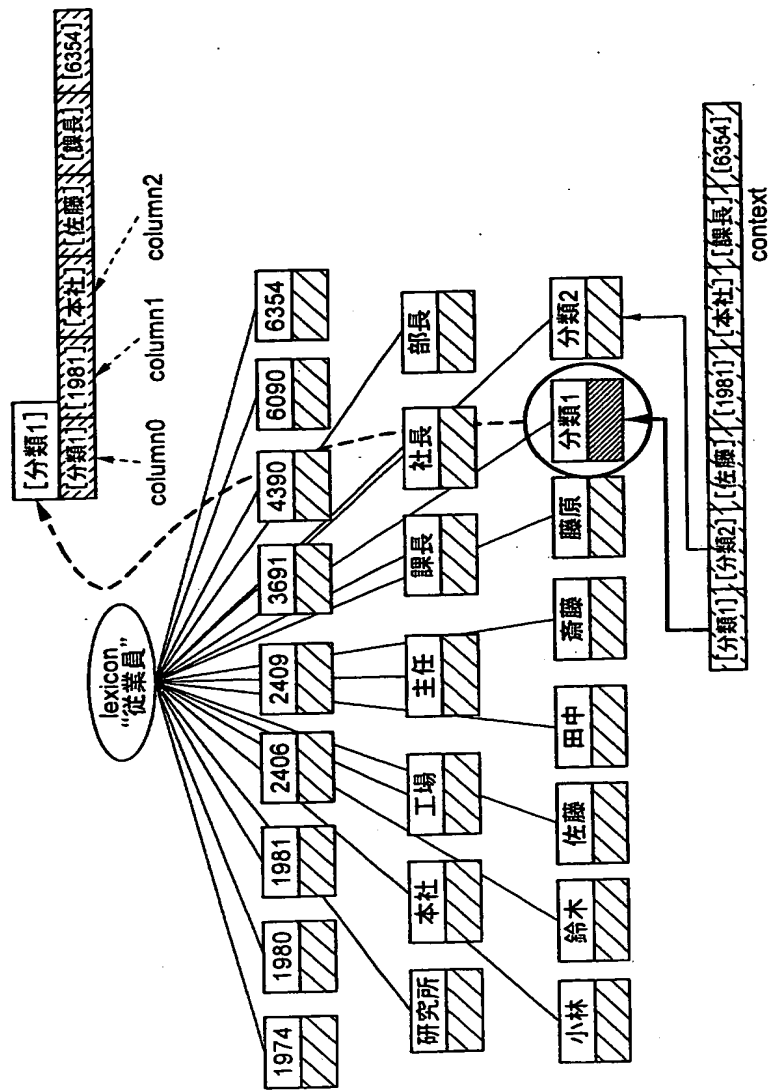 [分類1]
[分類1] [1981] [本社] [佐藤] [課長] [6354]
column0 column1 column2
lexicon
“従業員”
1974 1980 1981 2406 2409 3691 4390 6090 6354
研究所 本社 工場 主任 課長 社長 部長
小林 鈴木 佐藤 田中 斎藤 藤原 分類1 分類2
[分類1] [分類2] [佐藤] [1981] [本社] [課長] [6354]
context